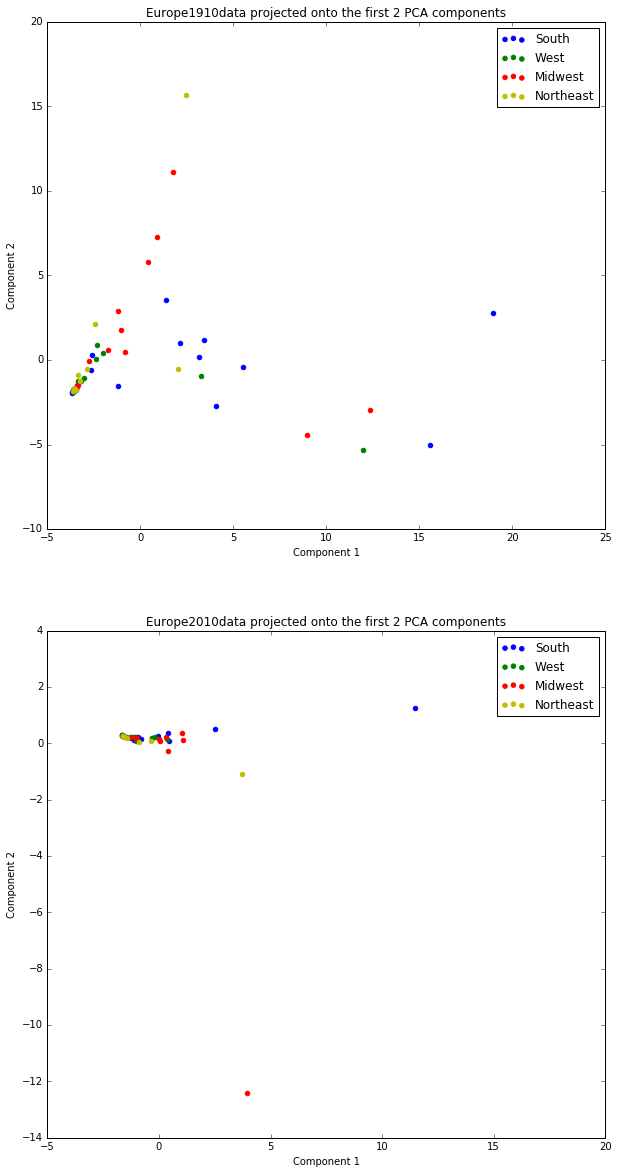 Europe1910data projected onto the first 2 PCA components
South
West
Midwest
Northeast
20
15
10
5
0
−5
−10
Component 2
−5 0 5 10 15 20 25
Component 1
Europe2010data projected onto the first 2 PCA components
South
West
Midwest
Northeast
4
2
0
−2
−4
−6
−8
−10
−12
−14
Component 2
−5 0 5 10 15 20
Component 1